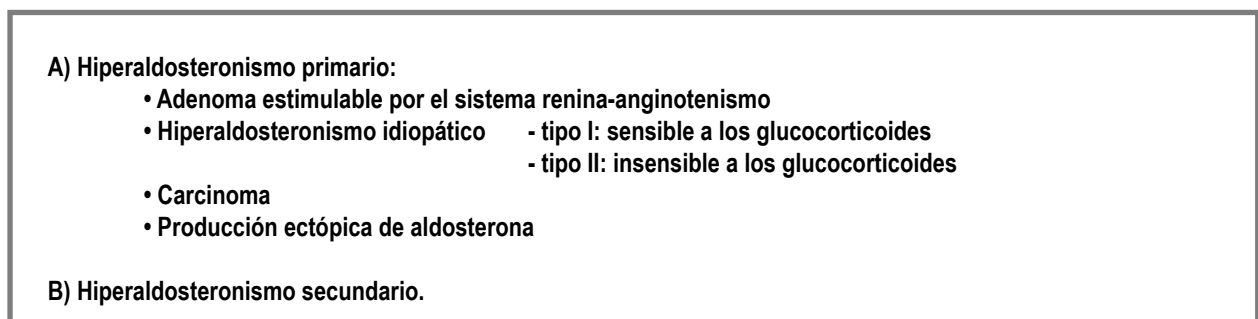 A) Hiperaldosteronismo primario:
• Adenoma estimulable por el sistema renina-anginotenismo
• Hiperaldosteronismo idiopático - tipo I: sensible a los glucocorticoides
- tipo II: insensible a los glucocorticoides
• Carcinoma
• Producción ectópica de aldosterona
B) Hiperaldosteronismo secundario.